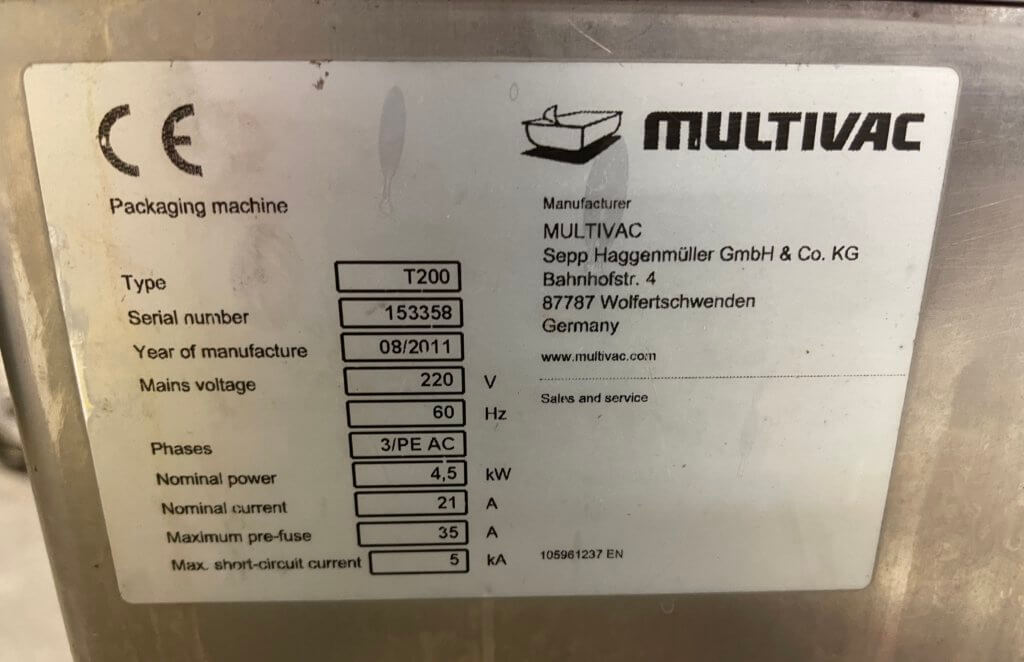 CE
MULTIVAC
Packaging machine
Type T200
Serial number 153358
Year of manufacture 08/2011
Mains voltage 220 V
60 Hz
Phases 3/PE AC
Nominal power 4,5 kW
Nominal current 21 A
Maximum pre-fuse 35 A
Max. short-circuit current 5 kA
Manufacturer
MULTIVAC
Sepp Haggenmüller GmbH & Co. KG
Bahnhofstr. 4
87787 Wolfertschwenden
Germany
www.multivac.com
Sales and service
105961237 EN